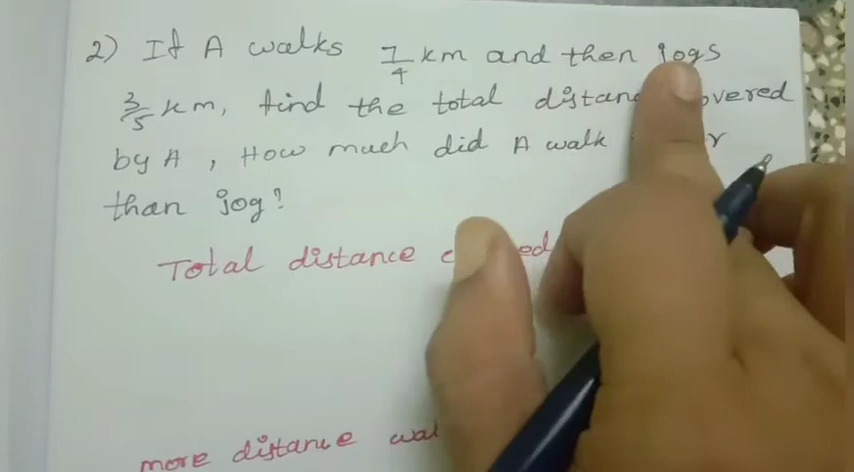 2) If A walks 7/4 km and then jogs
3/5 km, find the total distanc overed
by A , How much did A walk r
than jog?
Total distance c ed
more distance wal